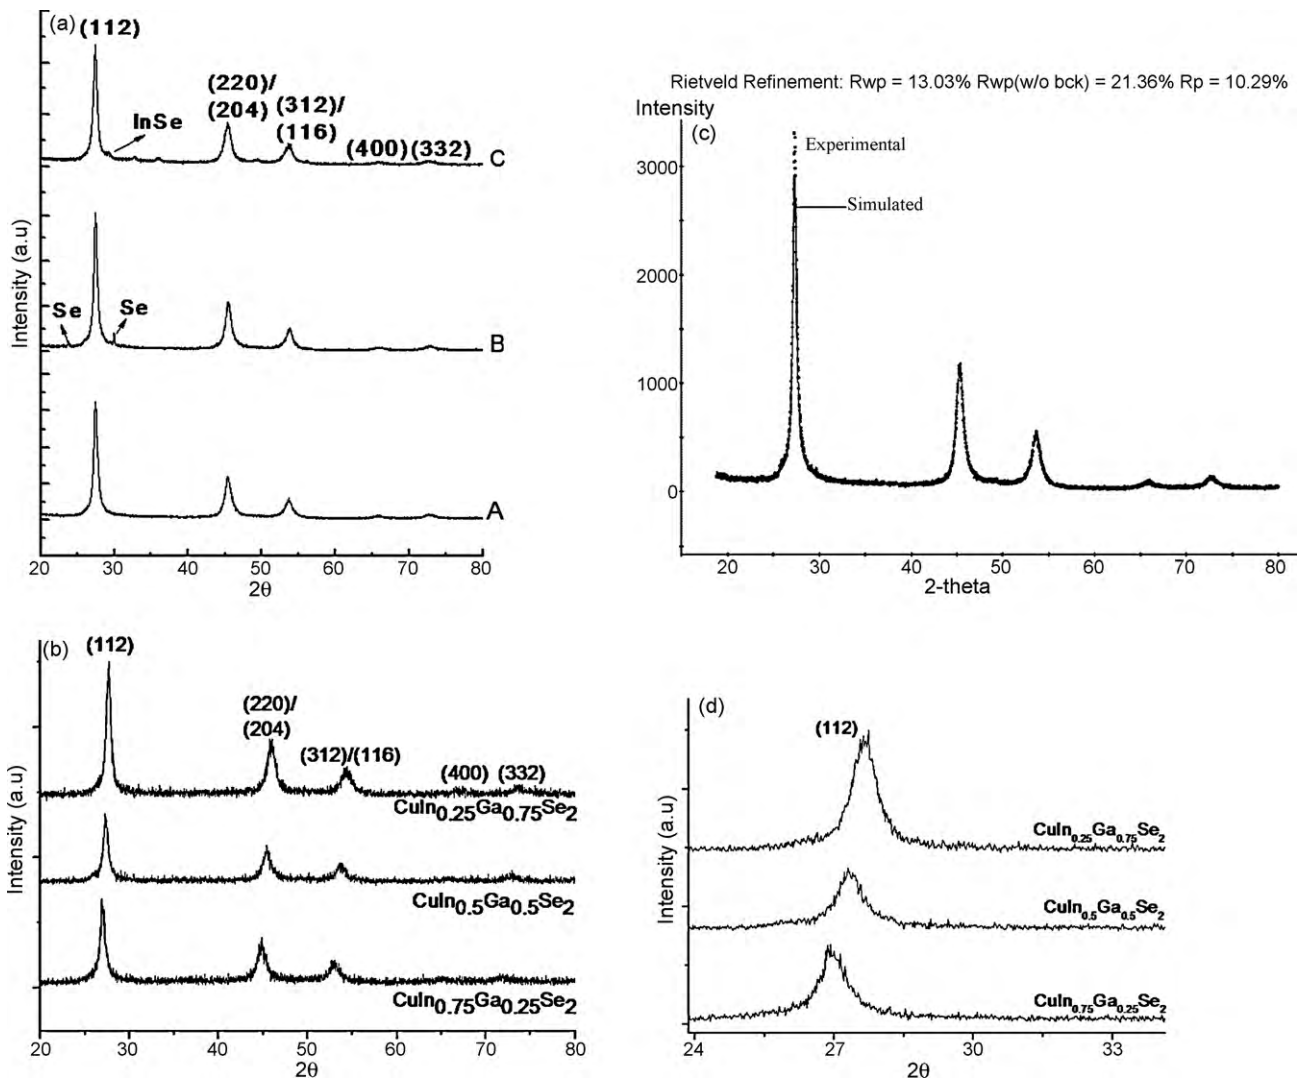 (a)
(112)
(220)/
(204)
(312)/
(116)
(400)
(332)
InSe
C
Se
Se
B
A
Intensity (a.u)
20 30 40 50 60 70 80
2θ
Rietveld Refinement: Rwp = 13.03% Rwp(w/o bck) = 21.36% Rp = 10.29%
Intensity
(c)
Experimental
Simulated
3000
2000
1000
0
20 30 40 50 60 70 80
2-theta
(b)
(112)
(220)/
(204)
(312)/(116)
(400)
(332)
CuIn0.25Ga0.75Se2
CuIn0.5Ga0.5Se2
CuIn0.75Ga0.25Se2
Intensity (a.u)
20 30 40 50 60 70 80
2θ
(d)
(112)
CuIn0.25Ga0.75Se2
CuIn0.5Ga0.5Se2
CuIn0.75Ga0.25Se2
Intensity (a.u)
24 27 30 33
2θ